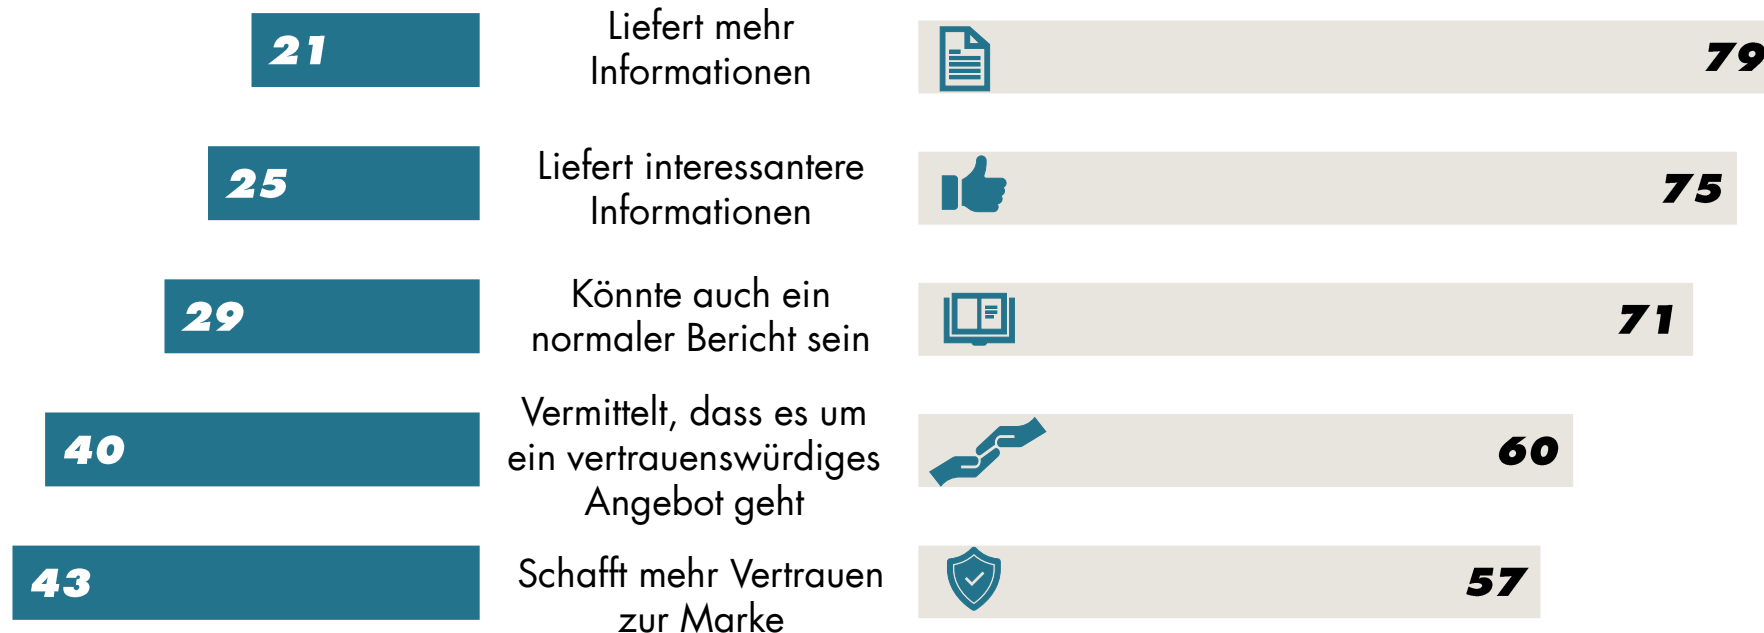 21
Liefert mehr
Informationen
79
25
Liefert interessantere
Informationen
75
29
Könnte auch ein
normaler Bericht sein
71
40
Vermittelt, dass es um
ein vertrauenswürdiges
Angebot geht
60
43
Schafft mehr Vertrauen
zur Marke
57